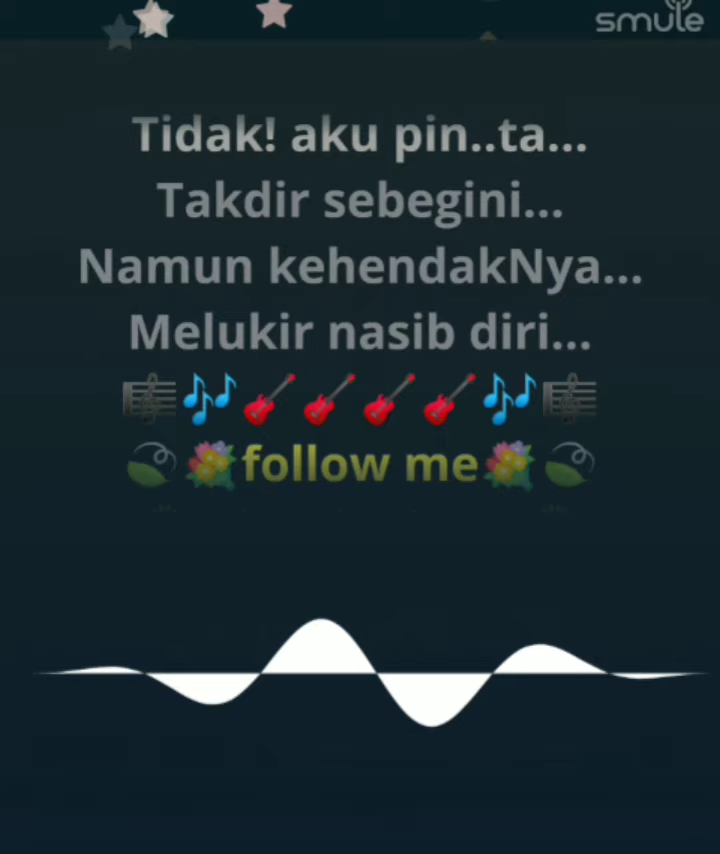 smule
Tidak! aku pin..ta...
Takdir sebegini...
Namun kehendakNya...
Melukir nasib diri...
🎼🎶🎸🎸🎸🎸🎶🎼
🍃💐follow me💐🍃